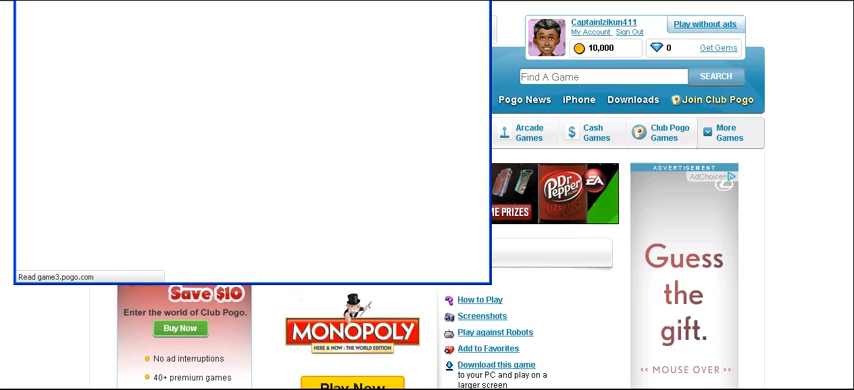 CaptainIzikun411
Play without ads
My Account Sign Out
10,000
0
Get Gems
Find A Game
SEARCH
Pogo News
iPhone
Downloads
Join Club Pogo
Arcade Games
Cash Games
Club Pogo Games
More Games
ADVERTISEMENT
AdChoices
Dr Pepper
EA
ME PRIZES
Guess
the
gift.
<< MOUSE OVER >>
Read game3.pogo.com
Save $10
Enter the world of Club Pogo.
Buy Now
No ad interruptions
40+ premium games
MONOPOLY
HERE & NOW: THE WORLD EDITION
Play Now
How to Play
Screenshots
Play against Robots
Add to Favorites
Download this game
to your PC and play on a
larger screen